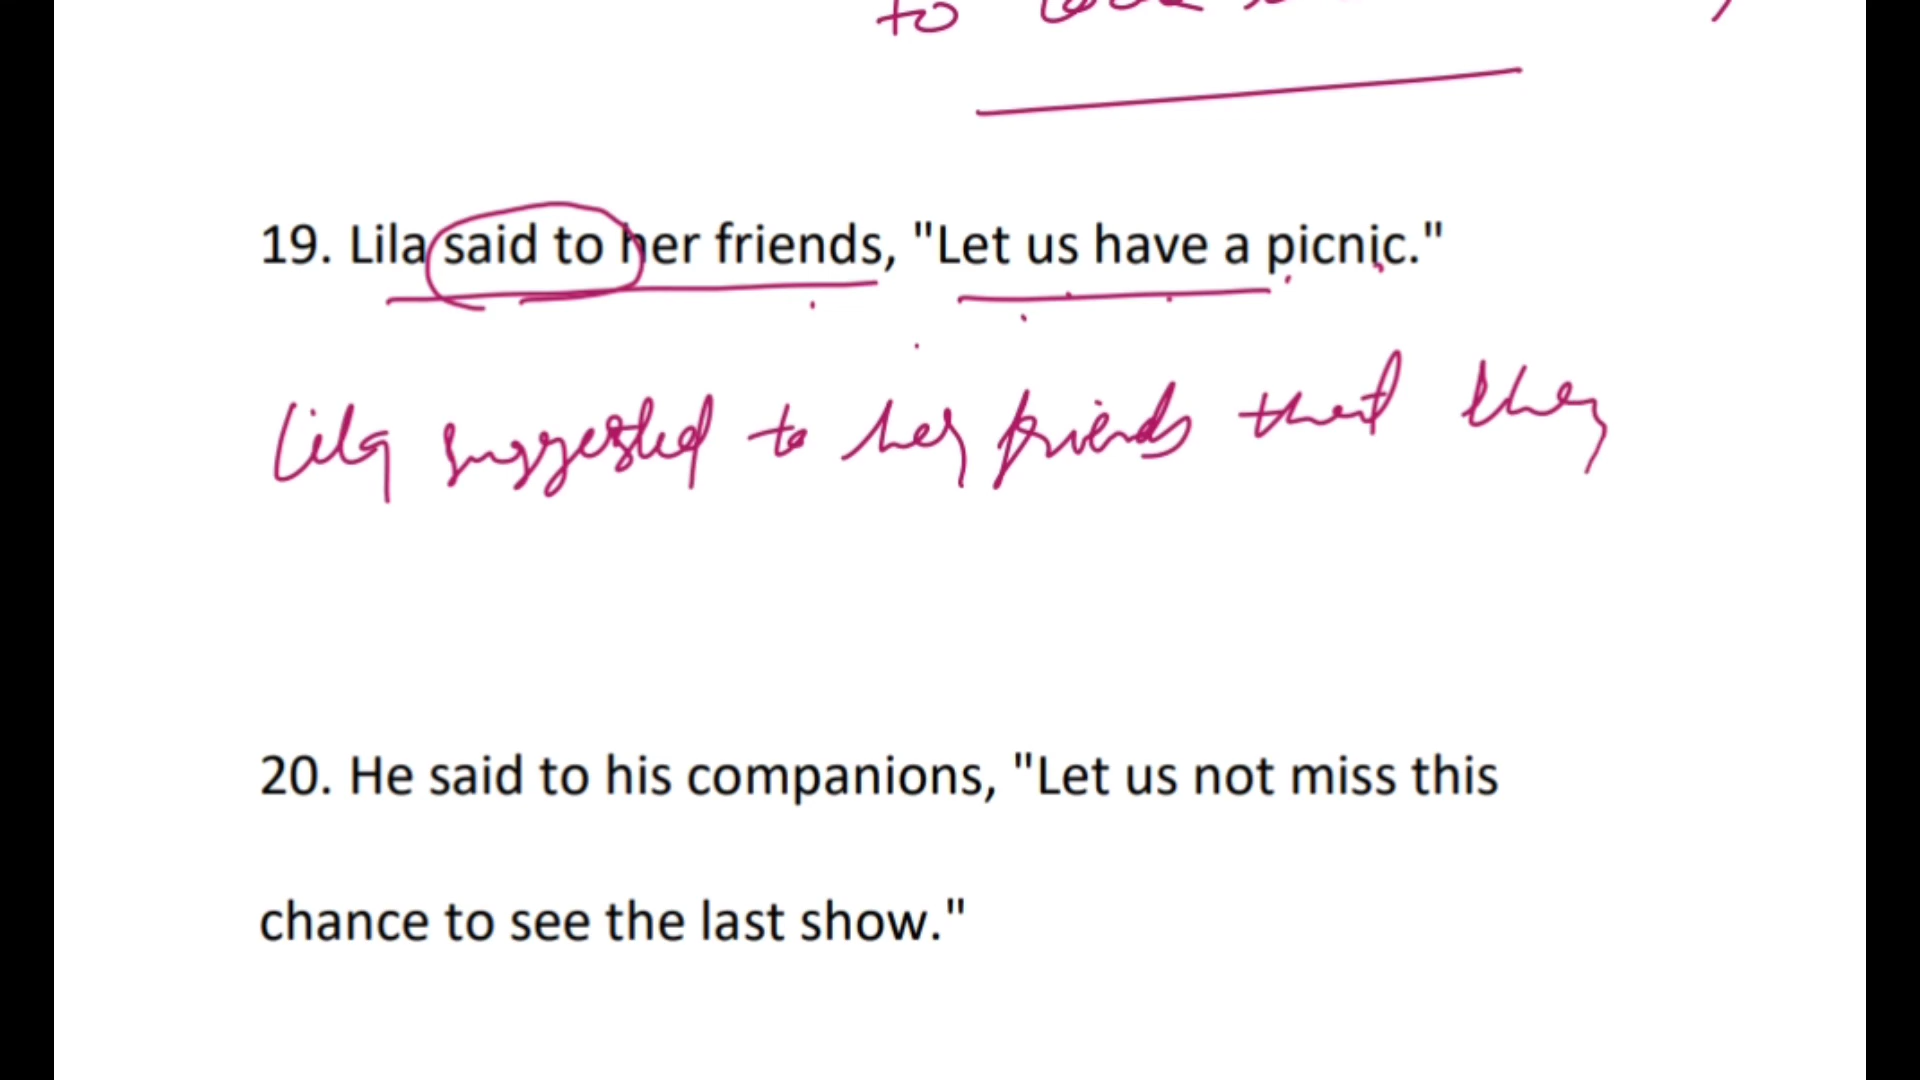 to
19. Lila said to her friends, "Let us have a picnic."
Lila suggested to her friends that they
20. He said to his companions, "Let us not miss this
chance to see the last show."